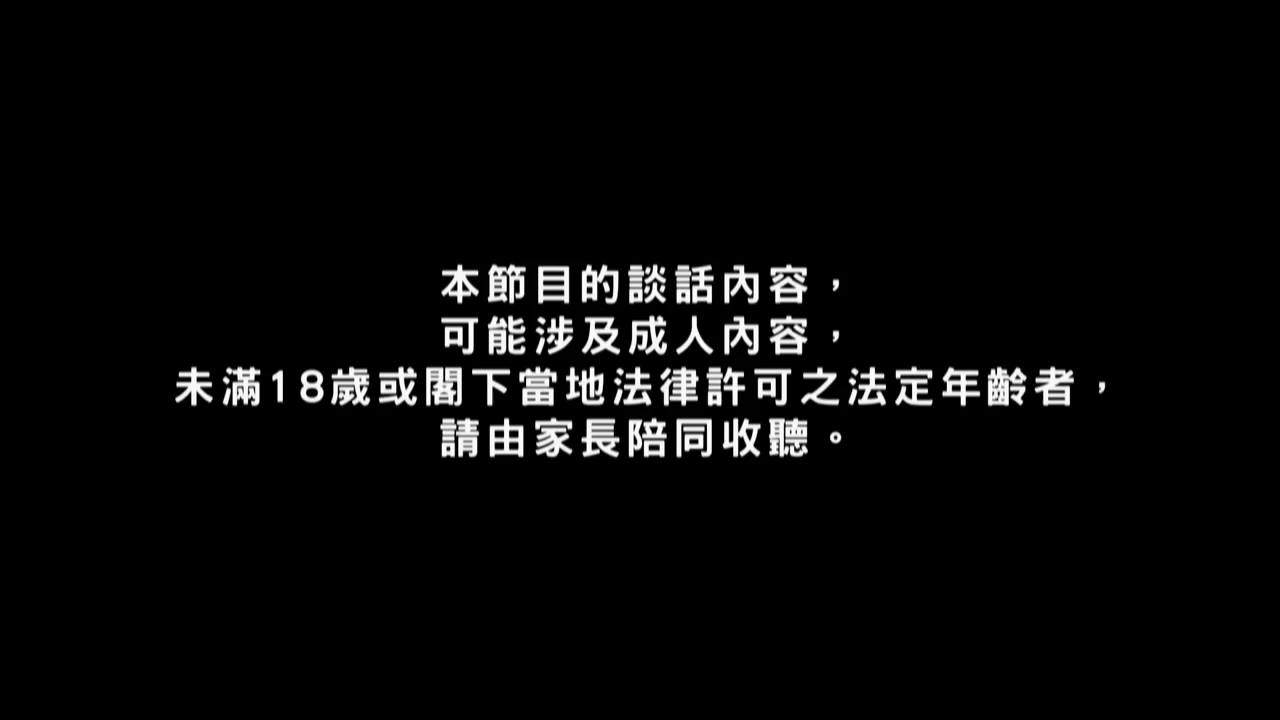 本節目的談話內容，
可能涉及成人內容，
未滿18歲或閣下當地法律許可之法定年齡者，
請由家長陪同收聽。